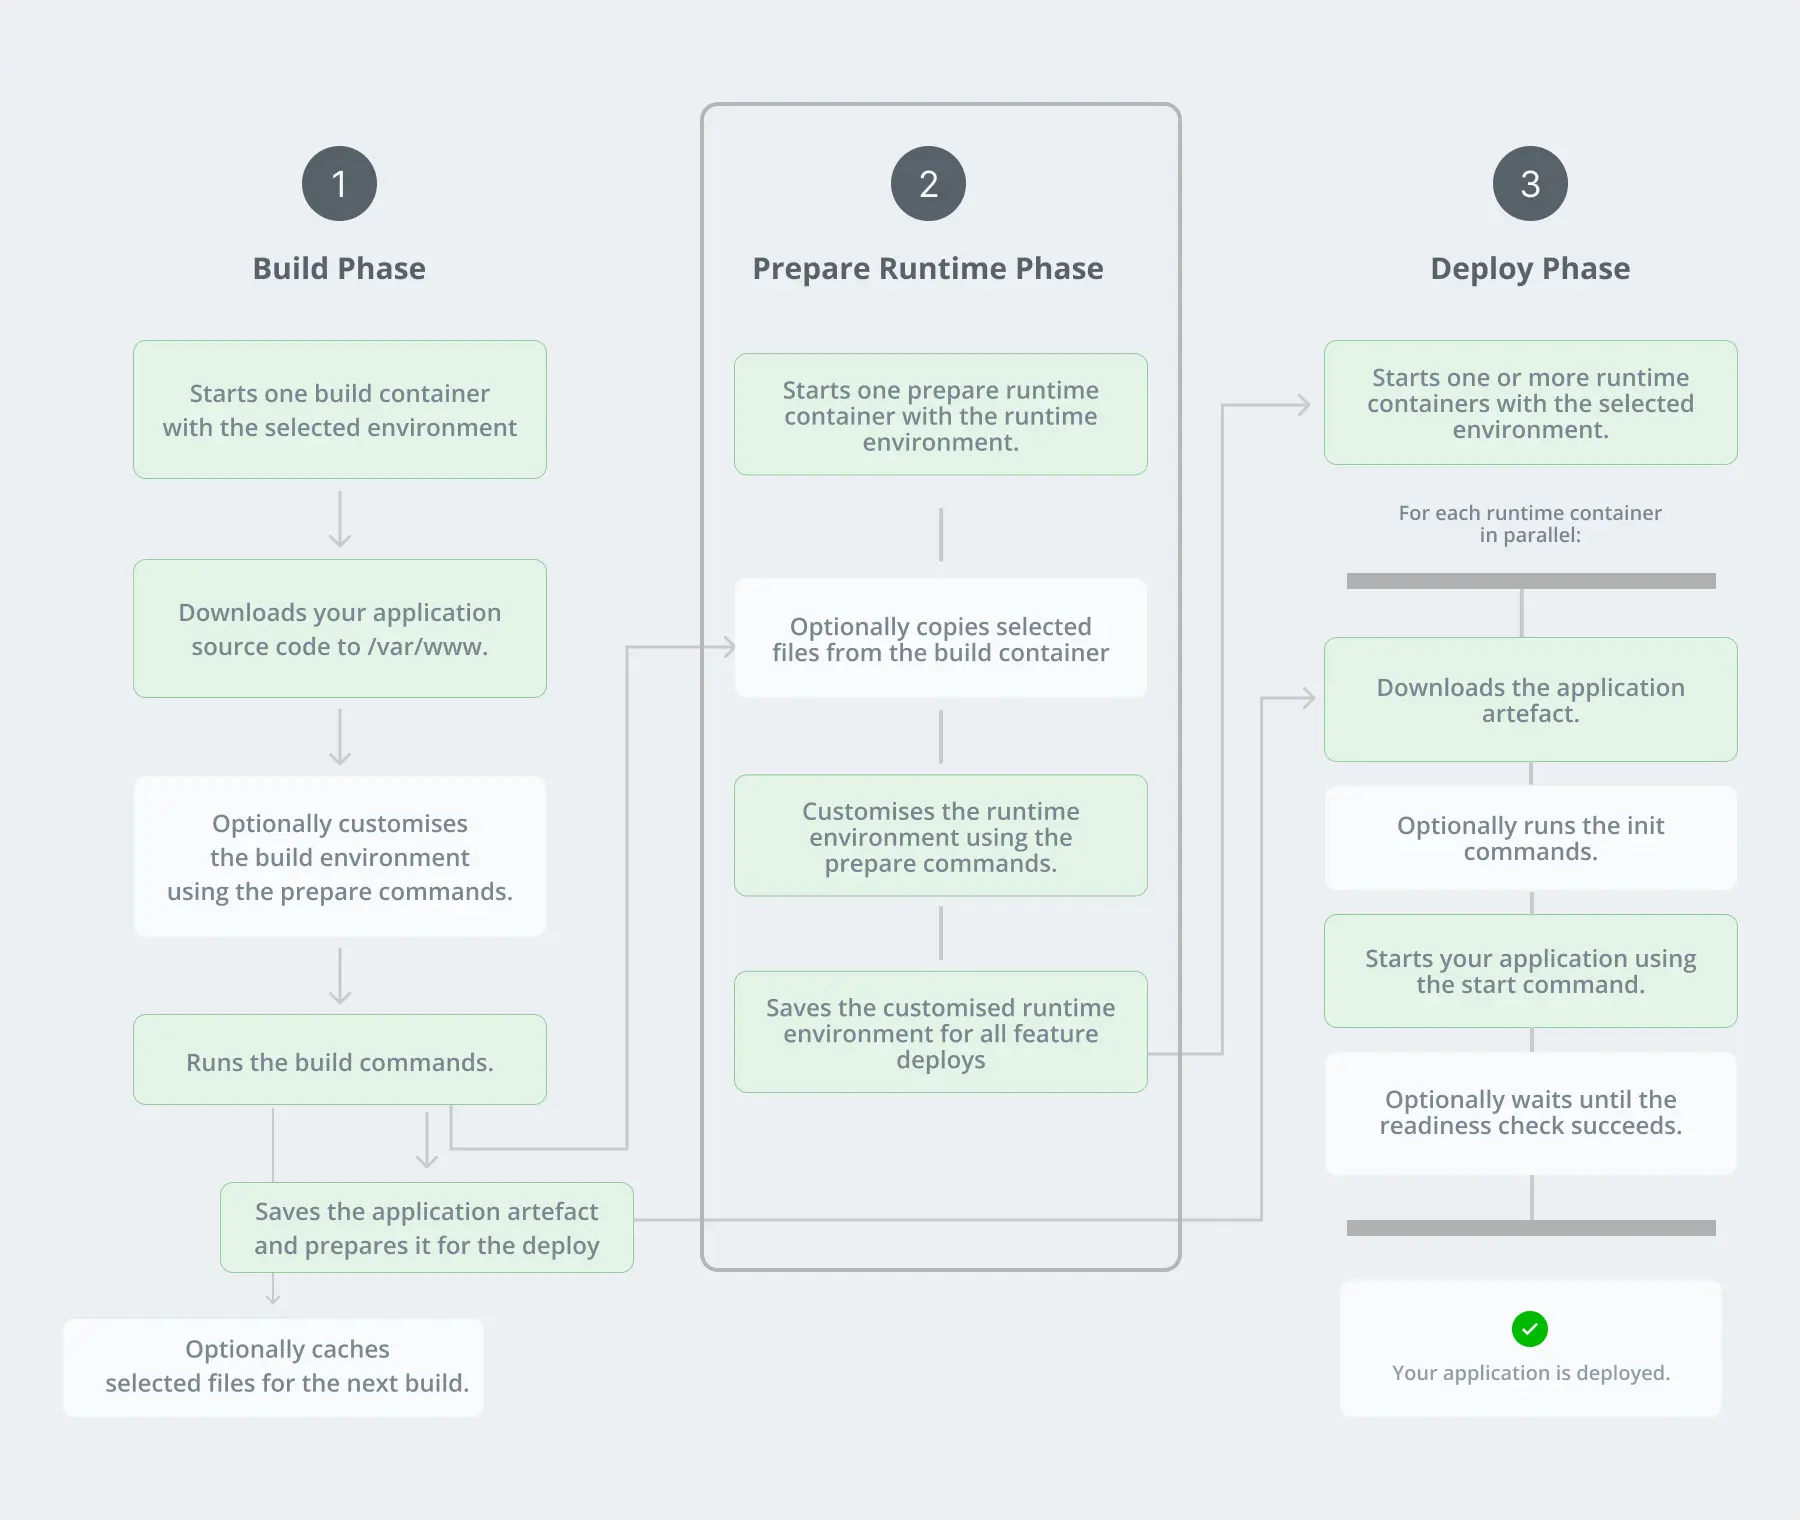 1
Build Phase
Starts one build container
with the selected environment
Downloads your application
source code to /var/www.
Optionally customises
the build environment
using the prepare commands.
Runs the build commands.
Saves the application artefact
and prepares it for the deploy
Optionally caches
selected files for the next build.
2
Prepare Runtime Phase
Starts one prepare runtime
container with the runtime
environment.
Optionally copies selected
files from the build container
Customises the runtime
environment using the
prepare commands.
Saves the customised runtime
environment for all feature
deploys
3
Deploy Phase
Starts one or more runtime
containers with the selected
environment.
For each runtime container
in parallel:
Downloads the application
artefact.
Optionally runs the init
commands.
Starts your application using
the start command.
Optionally waits until the
readiness check succeeds.
Your application is deployed.